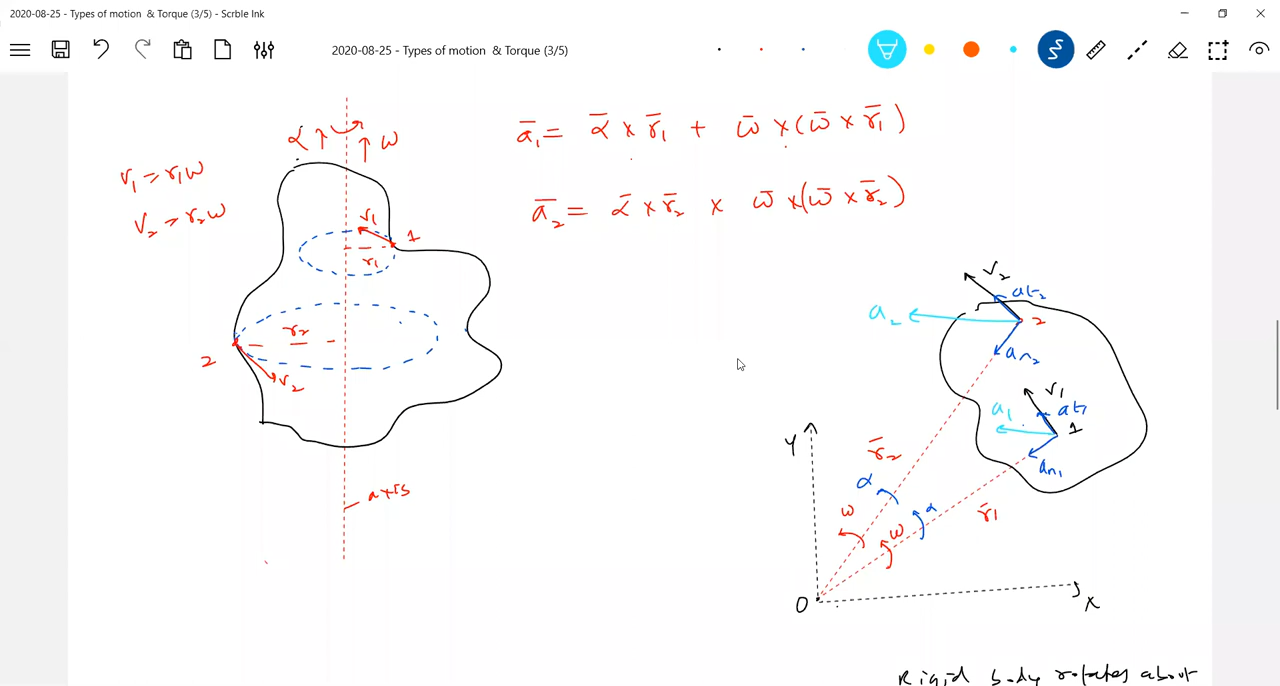 2020-08-25 - Types of motion & Torque (3/5) - Scrble Ink
2020-08-25 - Types of motion & Torque (3/5)
α ω
v₁ = r₁ω
v₂ = r₂ω
v₁ 1
r₁
r₂
2
v₂
axis
a̅₁ = α̅ × r̅₁ + ω̅ × (ω̅ × r̅₁)
a̅₂ = α̅ × r̅₂ × ω̅ × (ω̅ × r̅₂)
v₂
at₂
a₂ 2
an₂
v₁
a₁ at₁
1
an₁
Y r̅₂
α
ω ω α r̅₁
O X
Rigid body rotates about